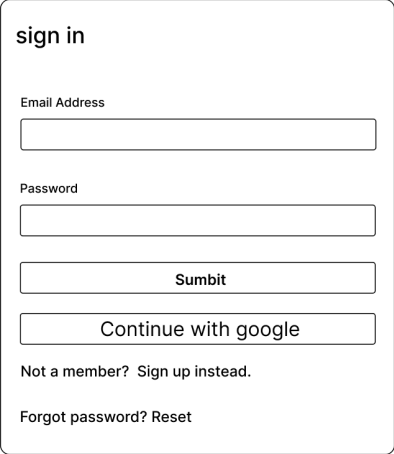 sign in
Email Address
Password
Sumbit
Continue with google
Not a member?  Sign up instead.
Forgot password? Reset